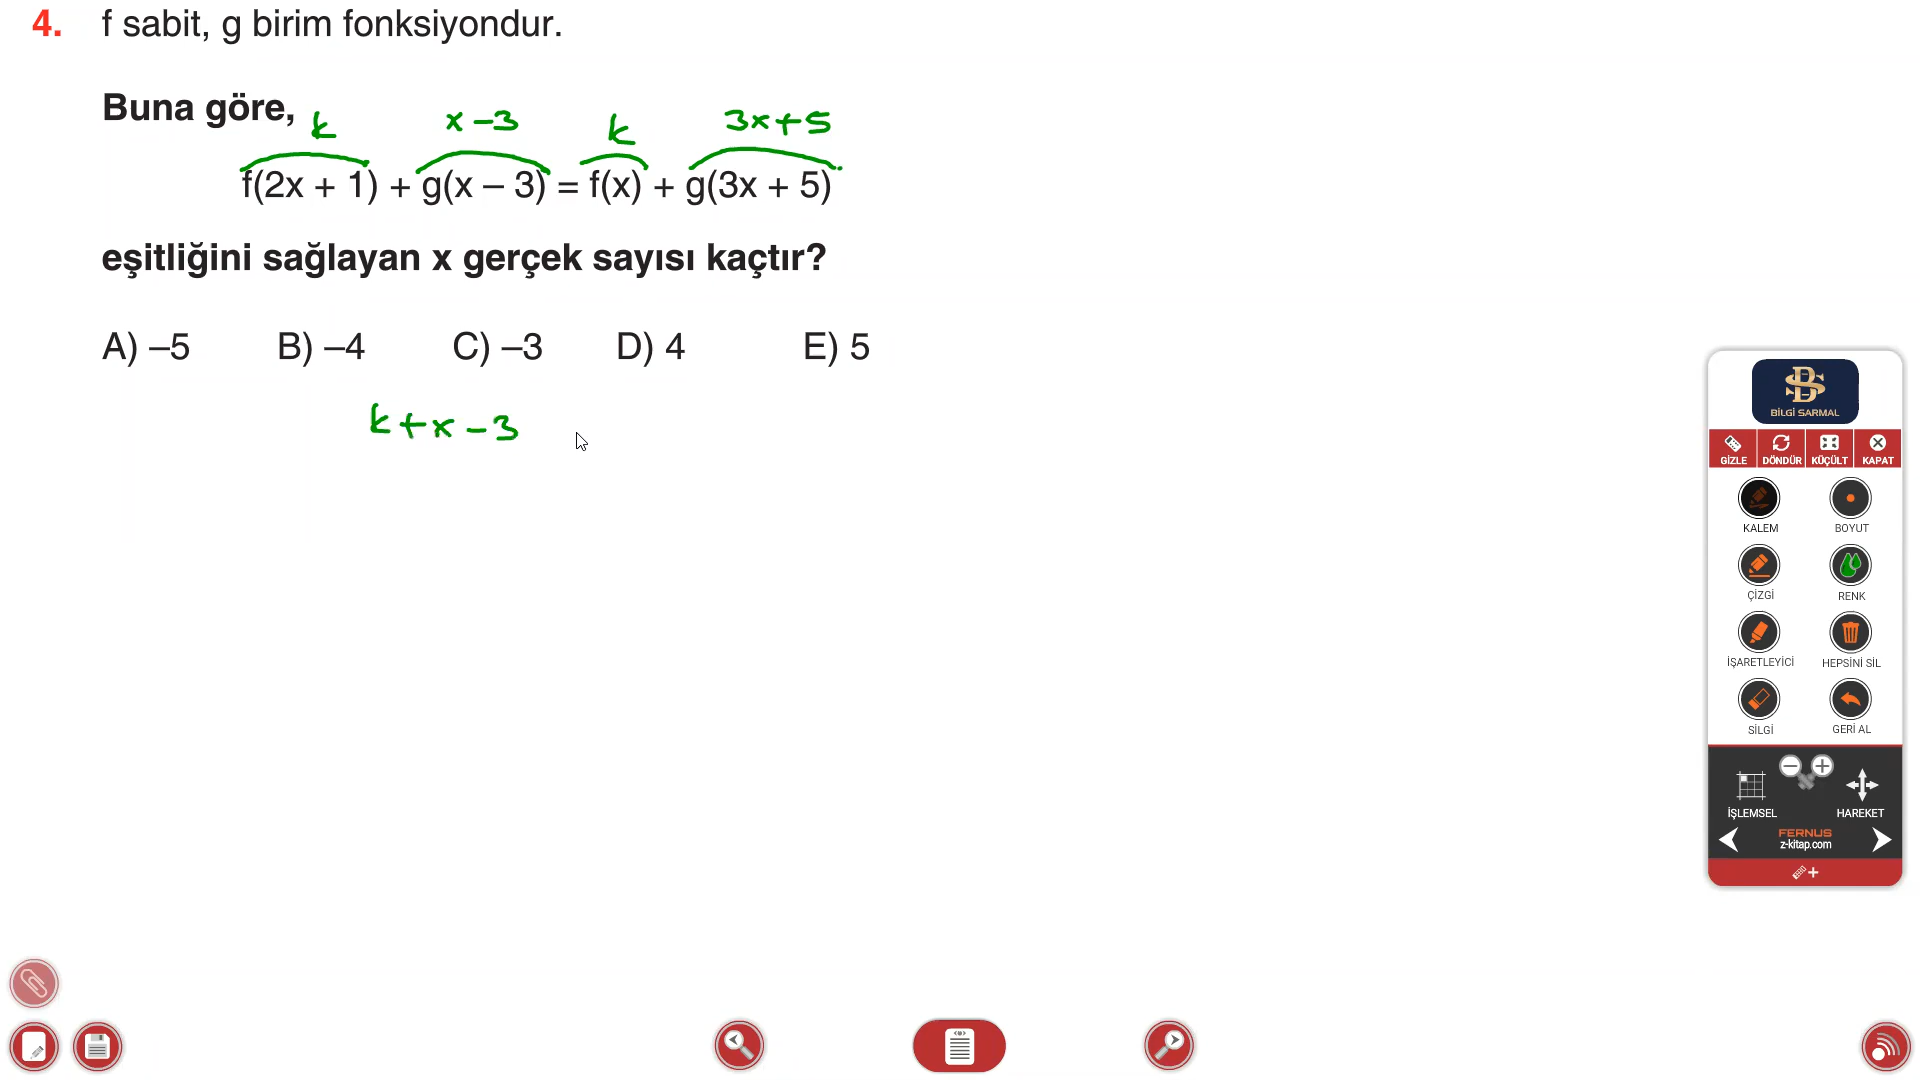 4. f sabit, g birim fonksiyondur.
Buna göre,
k x-3 k 3x+5
f(2x + 1) + g(x – 3) = f(x) + g(3x + 5)
eşitliğini sağlayan x gerçek sayısı kaçtır?
A) –5 B) –4 C) –3 D) 4 E) 5
k+x-3
BS
BİLGİ SARMAL
GİZLE DÖNDÜR KÜÇÜLT KAPAT
KALEM BOYUT
ÇİZGİ RENK
İŞARETLEYİCİ HEPSİNİ SİL
SİLGİ GERİ AL
İŞLEMSEL HAREKET
FERNUS
z-kitap.com